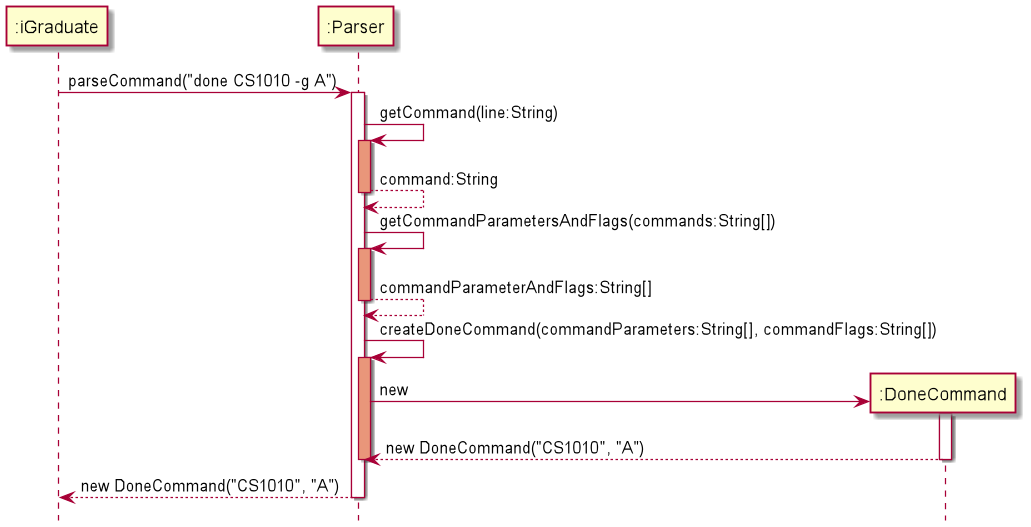 :iGraduate
:Parser
parseCommand("done CS1010 -g A")
getCommand(line:String)
command:String
getCommandParametersAndFlags(commands:String[])
commandParameterAndFlags:String[]
createDoneCommand(commandParameters:String[], commandFlags:String[])
new
:DoneCommand
new DoneCommand("CS1010", "A")
new DoneCommand("CS1010", "A")